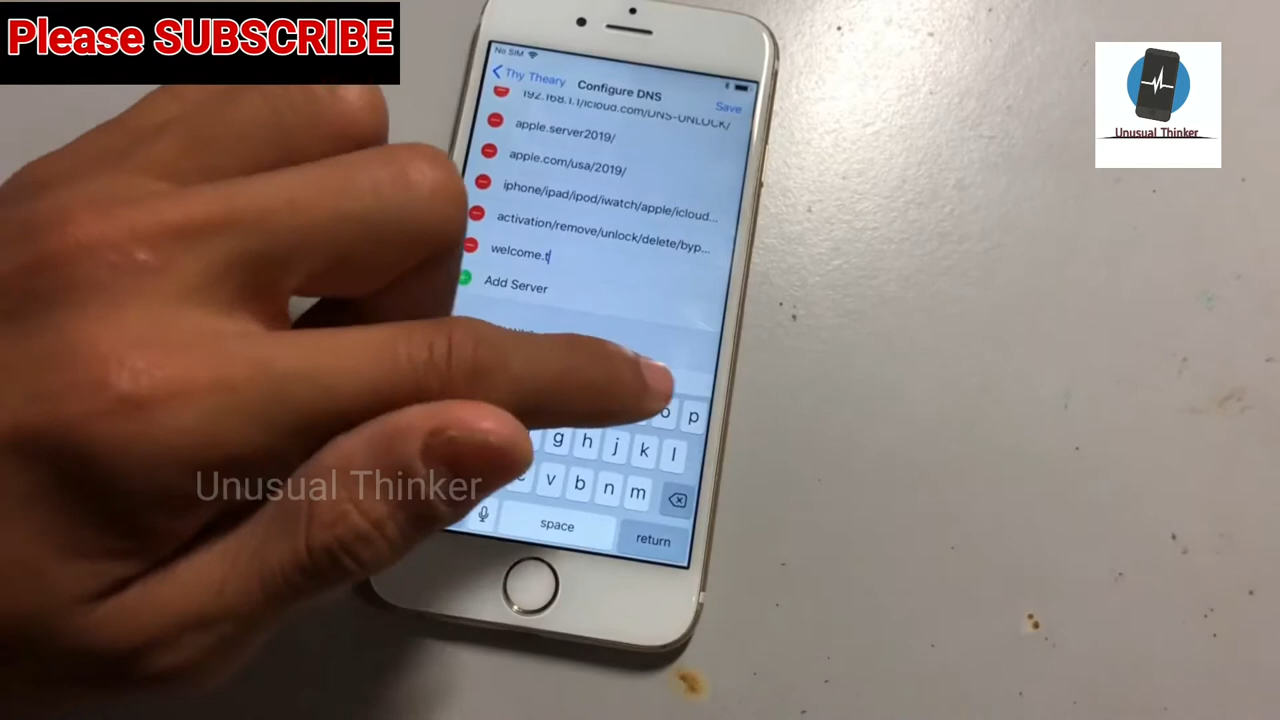 Please SUBSCRIBE
Unusual Thinker
No SIM
Thy Theary
Configure DNS
Save
192.168.1.1/icloud.com/DNS-UNLOCK/
apple.server2019/
apple.com/usa/2019/
iphone/ipad/ipod/iwatch/apple/icloud...
activation/remove/unlock/delete/byp...
welcome.t
Add Server
o p
g h j k l
v b n m
space
return
Unusual Thinker